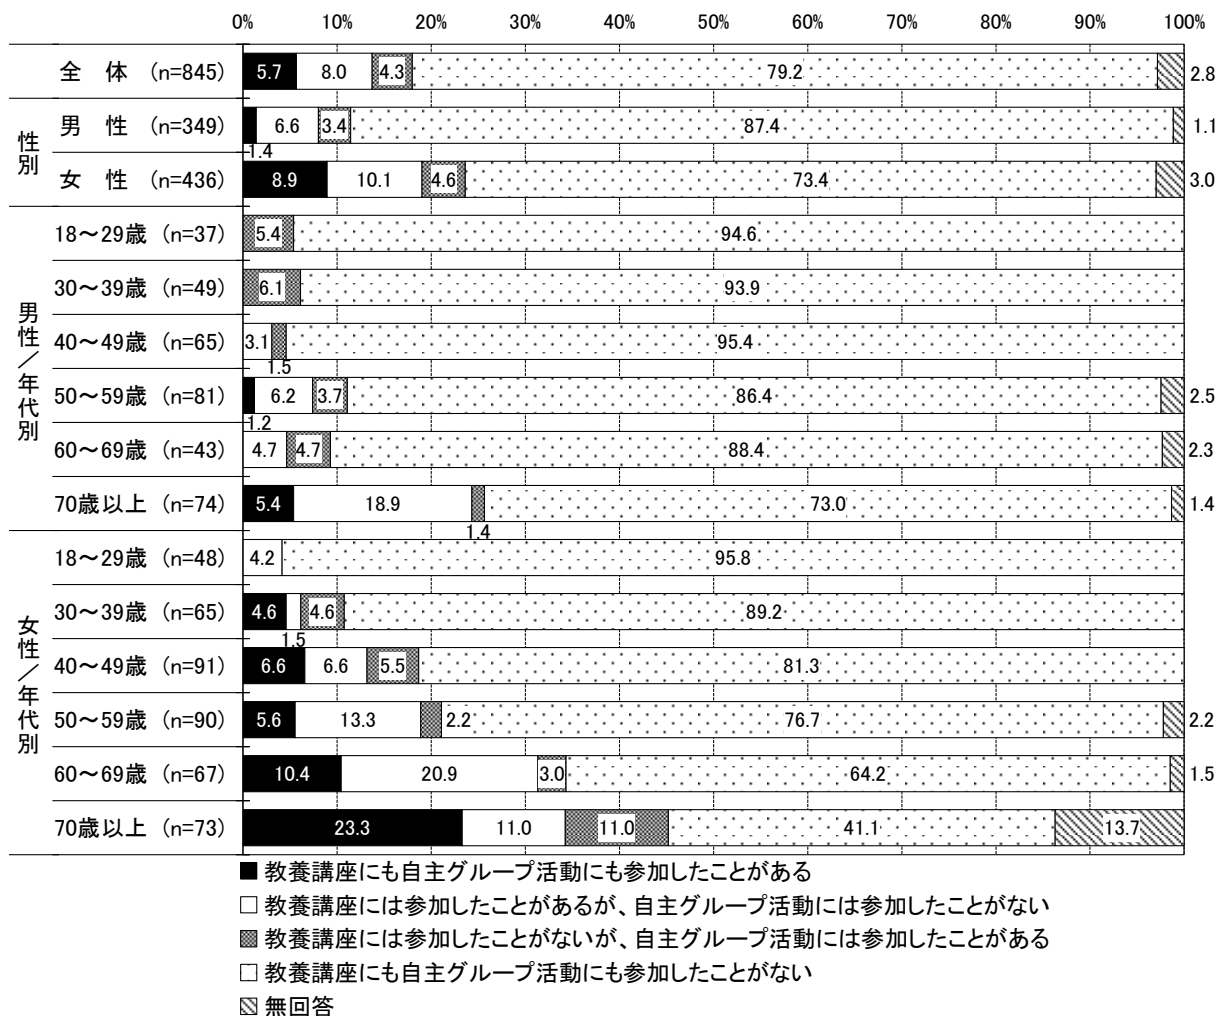 0% 10% 20% 30% 40% 50% 60% 70% 80% 90% 100%
全 体 (n=845) 5.7 8.0 4.3 79.2 2.8
性別
男 性 (n=349) 1.4 6.6 3.4 87.4 1.1
女 性 (n=436) 8.9 10.1 4.6 73.4 3.0
男性/年代別
18～29歳 (n=37) 5.4 94.6
30～39歳 (n=49) 6.1 93.9
40～49歳 (n=65) 3.1 1.5 95.4
50～59歳 (n=81) 1.2 6.2 3.7 86.4 2.5
60～69歳 (n=43) 4.7 4.7 88.4 2.3
70歳以上 (n=74) 5.4 18.9 1.4 73.0 1.4
女性/年代別
18～29歳 (n=48) 4.2 95.8
30～39歳 (n=65) 4.6 1.5 4.6 89.2
40～49歳 (n=91) 6.6 6.6 5.5 81.3
50～59歳 (n=90) 5.6 13.3 2.2 76.7 2.2
60～69歳 (n=67) 10.4 20.9 3.0 64.2 1.5
70歳以上 (n=73) 23.3 11.0 11.0 41.1 13.7
教養講座にも自主グループ活動にも参加したことがある
教養講座には参加したことがあるが、自主グループ活動には参加したことがない
教養講座には参加したことがないが、自主グループ活動には参加したことがある
教養講座にも自主グループ活動にも参加したことがない
無回答